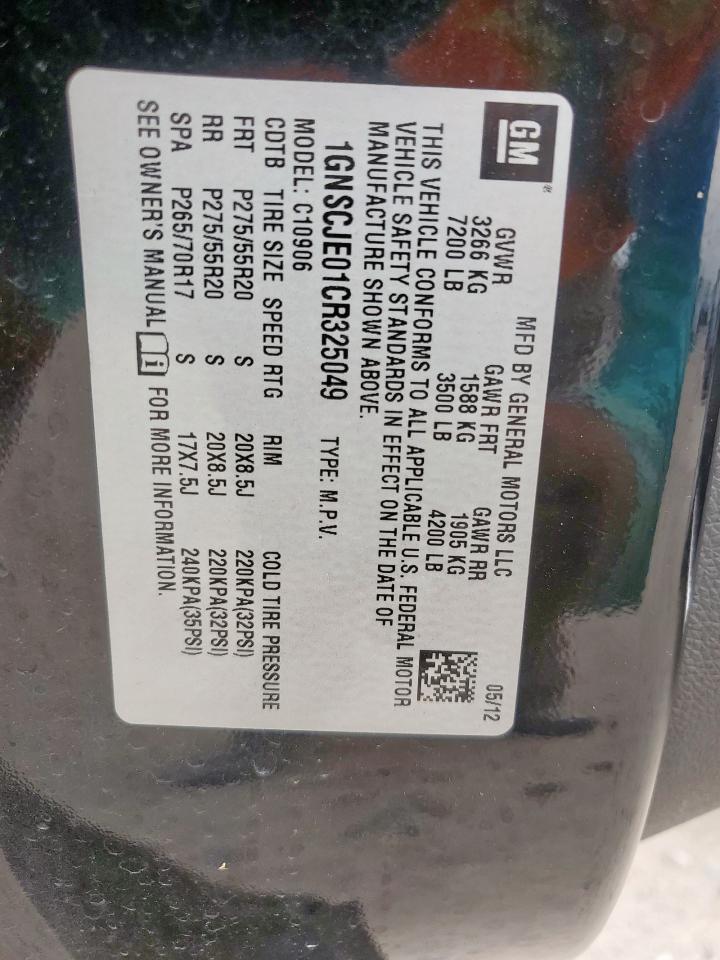 GM
®
MFD BY GENERAL MOTORS LLC 05/12
GVWR GAWR FRT GAWR RR
3266 KG 1588 KG 1905 KG
7200 LB 3500 LB 4200 LB
THIS VEHICLE CONFORMS TO ALL APPLICABLE U.S. FEDERAL MOTOR
VEHICLE SAFETY STANDARDS IN EFFECT ON THE DATE OF
MANUFACTURE SHOWN ABOVE.
1GNSCJE01CR325049 TYPE: M.P.V.
MODEL: C10906
CDTB TIRE SIZE SPEED RTG RIM COLD TIRE PRESSURE
FRT P275/55R20 S 20X8.5J 220KPA(32PSI)
RR P275/55R20 S 20X8.5J 220KPA(32PSI)
SPA P265/70R17 S 17X7.5J 240KPA(35PSI)
SEE OWNER'S MANUAL i FOR MORE INFORMATION.